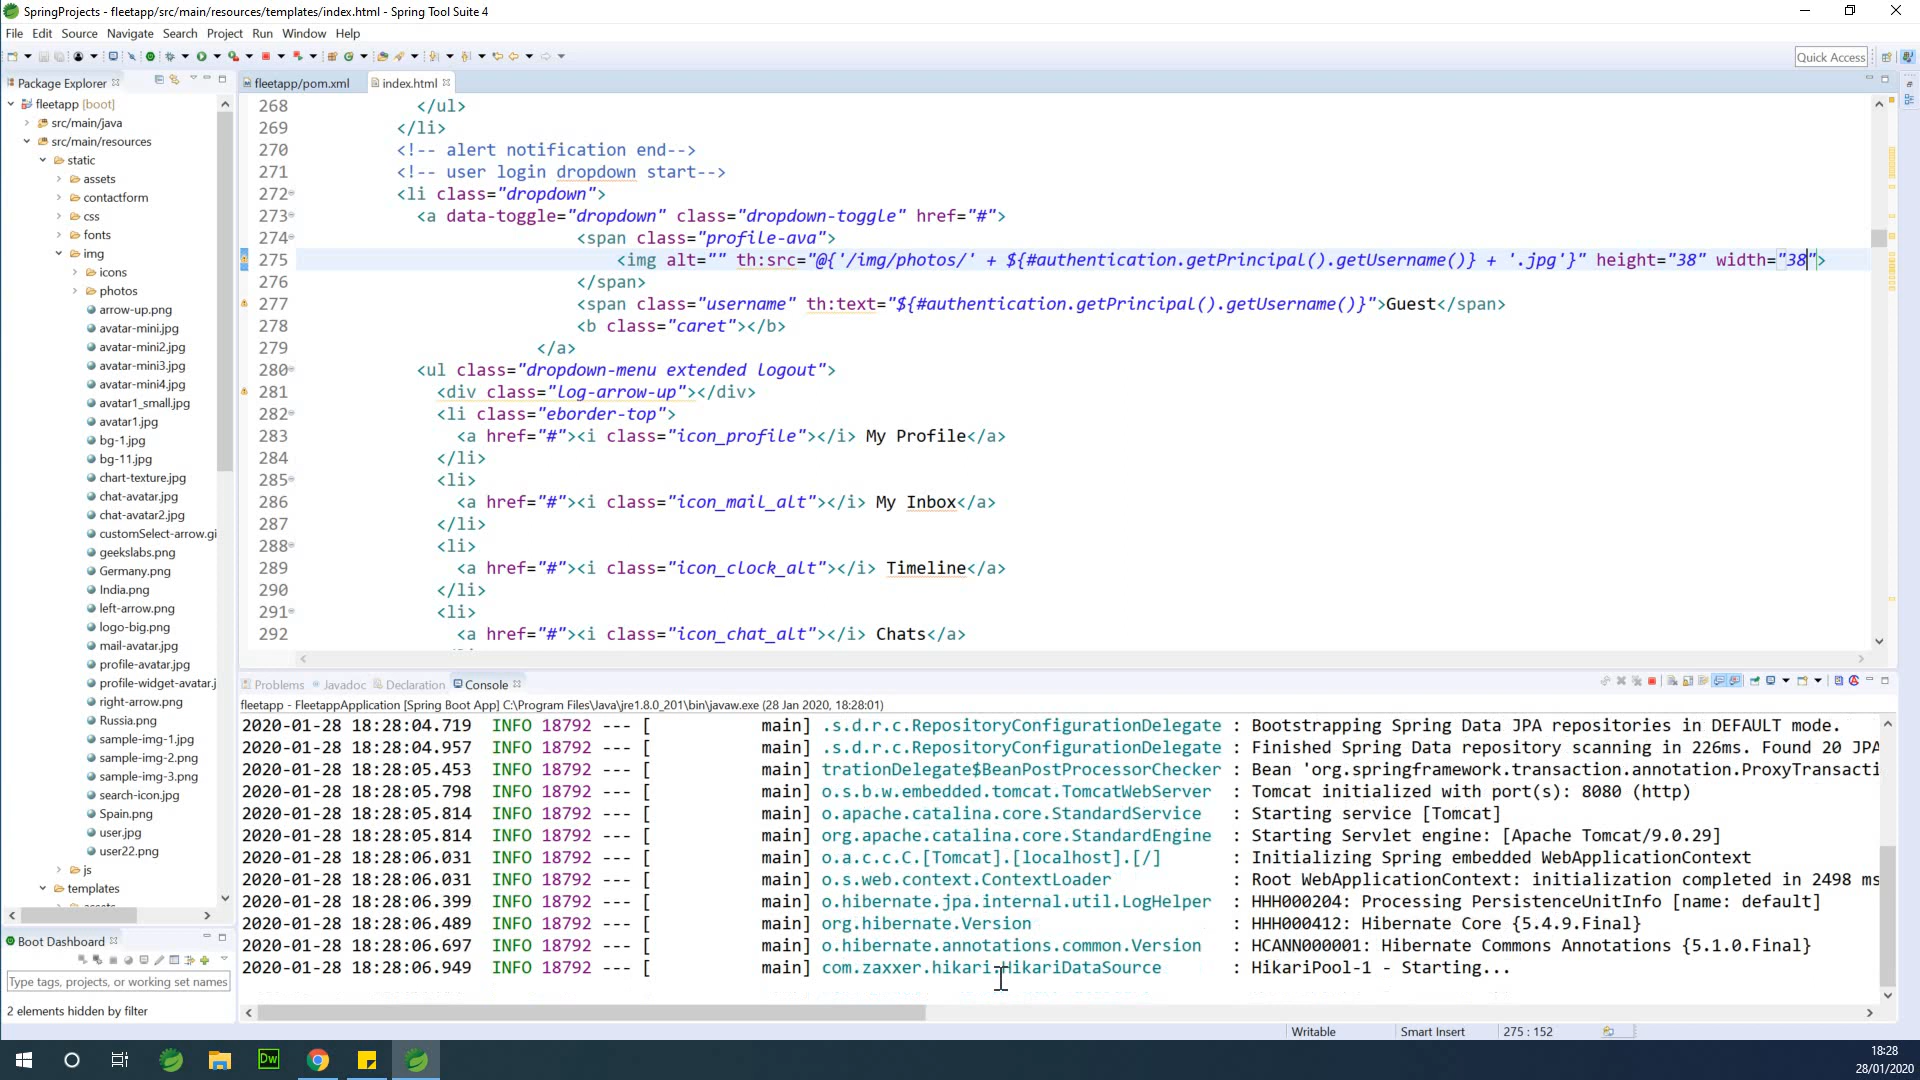 SpringProjects - fleetapp/src/main/resources/templates/index.html - Spring Tool Suite 4
File Edit Source Navigate Search Project Run Window Help
Quick Access
Package Explorer
fleetapp [boot]
src/main/java
src/main/resources
static
assets
contactform
css
fonts
img
icons
photos
arrow-up.png
avatar-mini.jpg
avatar-mini2.jpg
avatar-mini3.jpg
avatar-mini4.jpg
avatar1_small.jpg
avatar1.jpg
bg-1.jpg
bg-11.jpg
chart-texture.jpg
chat-avatar.jpg
chat-avatar2.jpg
customSelect-arrow.gi
geekslabs.png
Germany.png
India.png
left-arrow.png
logo-big.png
mail-avatar.jpg
profile-avatar.jpg
profile-widget-avatar.j
right-arrow.png
Russia.png
sample-img-1.jpg
sample-img-2.png
sample-img-3.png
search-icon.jpg
Spain.png
user.jpg
user22.png
js
templates
Boot Dashboard
Type tags, projects, or working set names
2 elements hidden by filter
fleetapp/pom.xml index.html
268 </ul>
269 </li>
270 <!-- alert notification end-->
271 <!-- user login dropdown start-->
272 <li class="dropdown">
273 <a data-toggle="dropdown" class="dropdown-toggle" href="#">
274 <span class="profile-ava">
275 <img alt="" th:src="@{'/img/photos/' + ${#authentication.getPrincipal().getUsername()} + '.jpg'}" height="38" width="38">
276 </span>
277 <span class="username" th:text="${#authentication.getPrincipal().getUsername()}">Guest</span>
278 <b class="caret"></b>
279 </a>
280 <ul class="dropdown-menu extended logout">
281 <div class="log-arrow-up"></div>
282 <li class="eborder-top">
283 <a href="#"><i class="icon_profile"></i> My Profile</a>
284 </li>
285 <li>
286 <a href="#"><i class="icon_mail_alt"></i> My Inbox</a>
287 </li>
288 <li>
289 <a href="#"><i class="icon_clock_alt"></i> Timeline</a>
290 </li>
291 <li>
292 <a href="#"><i class="icon_chat_alt"></i> Chats</a>
Problems Javadoc Declaration Console
fleetapp - FleetappApplication [Spring Boot App] C:\Program Files\Java\jre1.8.0_201\bin\javaw.exe (28 Jan 2020, 18:28:01)
2020-01-28 18:28:04.719 INFO 18792 --- [ main] .s.d.r.c.RepositoryConfigurationDelegate : Bootstrapping Spring Data JPA repositories in DEFAULT mode.
2020-01-28 18:28:04.957 INFO 18792 --- [ main] .s.d.r.c.RepositoryConfigurationDelegate : Finished Spring Data repository scanning in 226ms. Found 20 JPA
2020-01-28 18:28:05.453 INFO 18792 --- [ main] trationDelegate$BeanPostProcessorChecker : Bean 'org.springframework.transaction.annotation.ProxyTransacti
2020-01-28 18:28:05.798 INFO 18792 --- [ main] o.s.b.w.embedded.tomcat.TomcatWebServer : Tomcat initialized with port(s): 8080 (http)
2020-01-28 18:28:05.814 INFO 18792 --- [ main] o.apache.catalina.core.StandardService : Starting service [Tomcat]
2020-01-28 18:28:05.814 INFO 18792 --- [ main] org.apache.catalina.core.StandardEngine : Starting Servlet engine: [Apache Tomcat/9.0.29]
2020-01-28 18:28:06.031 INFO 18792 --- [ main] o.a.c.c.C.[Tomcat].[localhost].[/] : Initializing Spring embedded WebApplicationContext
2020-01-28 18:28:06.031 INFO 18792 --- [ main] o.s.web.context.ContextLoader : Root WebApplicationContext: initialization completed in 2498 ms
2020-01-28 18:28:06.399 INFO 18792 --- [ main] o.hibernate.jpa.internal.util.LogHelper : HHH000204: Processing PersistenceUnitInfo [name: default]
2020-01-28 18:28:06.489 INFO 18792 --- [ main] org.hibernate.Version : HHH000412: Hibernate Core {5.4.9.Final}
2020-01-28 18:28:06.697 INFO 18792 --- [ main] o.hibernate.annotations.common.Version : HCANN000001: Hibernate Commons Annotations {5.1.0.Final}
2020-01-28 18:28:06.949 INFO 18792 --- [ main] com.zaxxer.hikari.HikariDataSource : HikariPool-1 - Starting...
Writable Smart Insert 275 : 152
Dw
18:28
28/01/2020